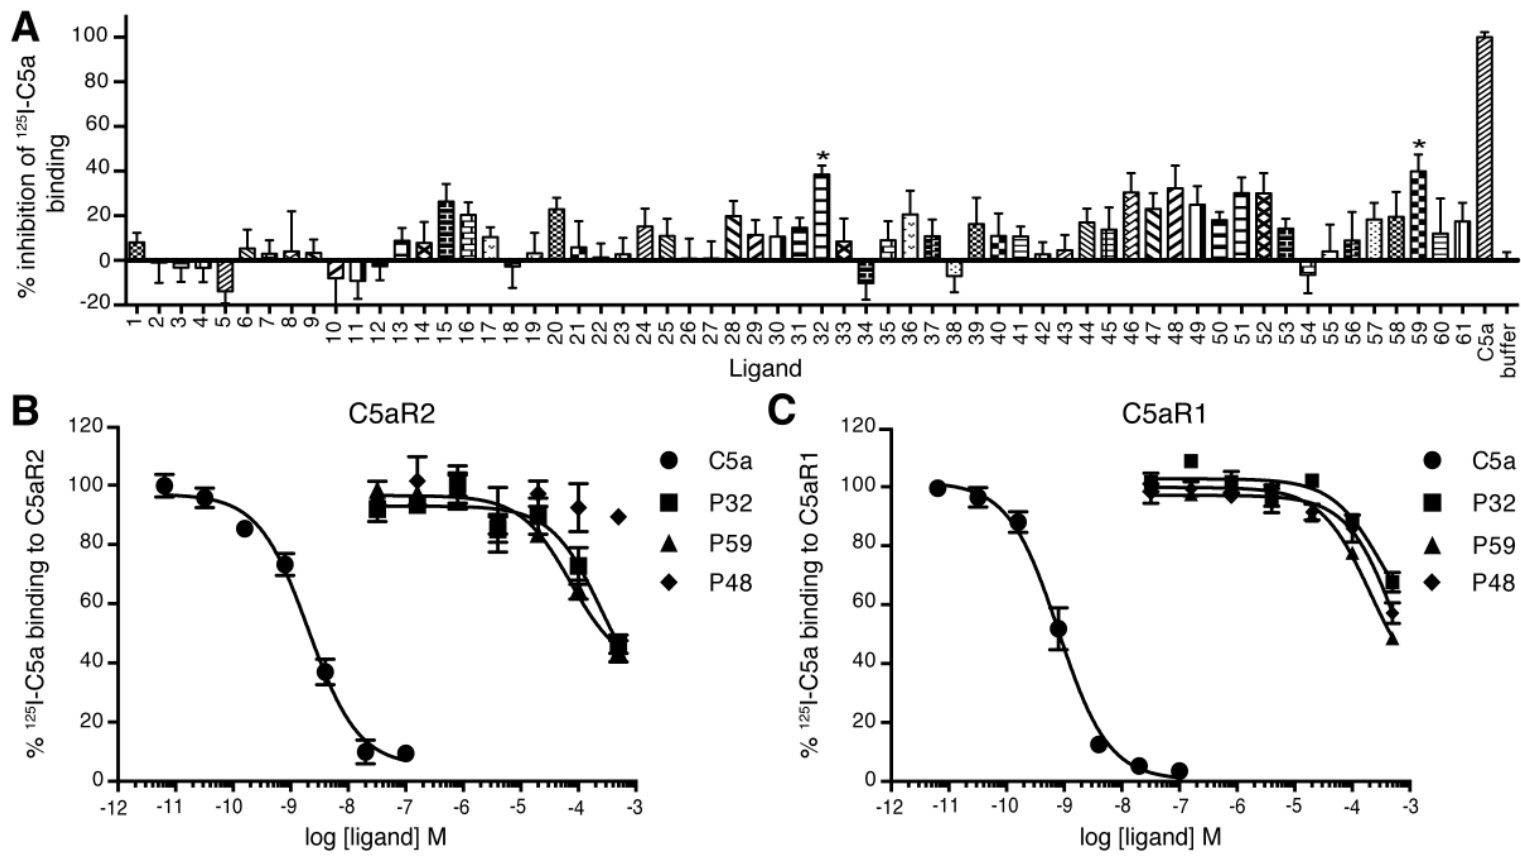 A
% inhibition of ¹²⁵I-C5a
binding
100
80
60
40
20
0
-20
* *
1 2 3 4 5 6 7 8 9 10 11 12 13 14 15 16 17 18 19 20 21 22 23 24 25 26 27 28 29 30 31 32 33 34 35 36 37 38 39 40 41 42 43 44 45 46 47 48 49 50 51 52 53 54 55 56 57 58 59 60 61 C5a buffer
Ligand
B
C5aR2
% ¹²⁵I-C5a binding to C5aR2
120
100
80
60
40
20
0
-12 -11 -10 -9 -8 -7 -6 -5 -4 -3
log [ligand] M
C5a
P32
P59
P48
C
C5aR1
% ¹²⁵I-C5a binding to C5aR1
120
100
80
60
40
20
0
-12 -11 -10 -9 -8 -7 -6 -5 -4 -3
log [ligand] M
C5a
P32
P59
P48